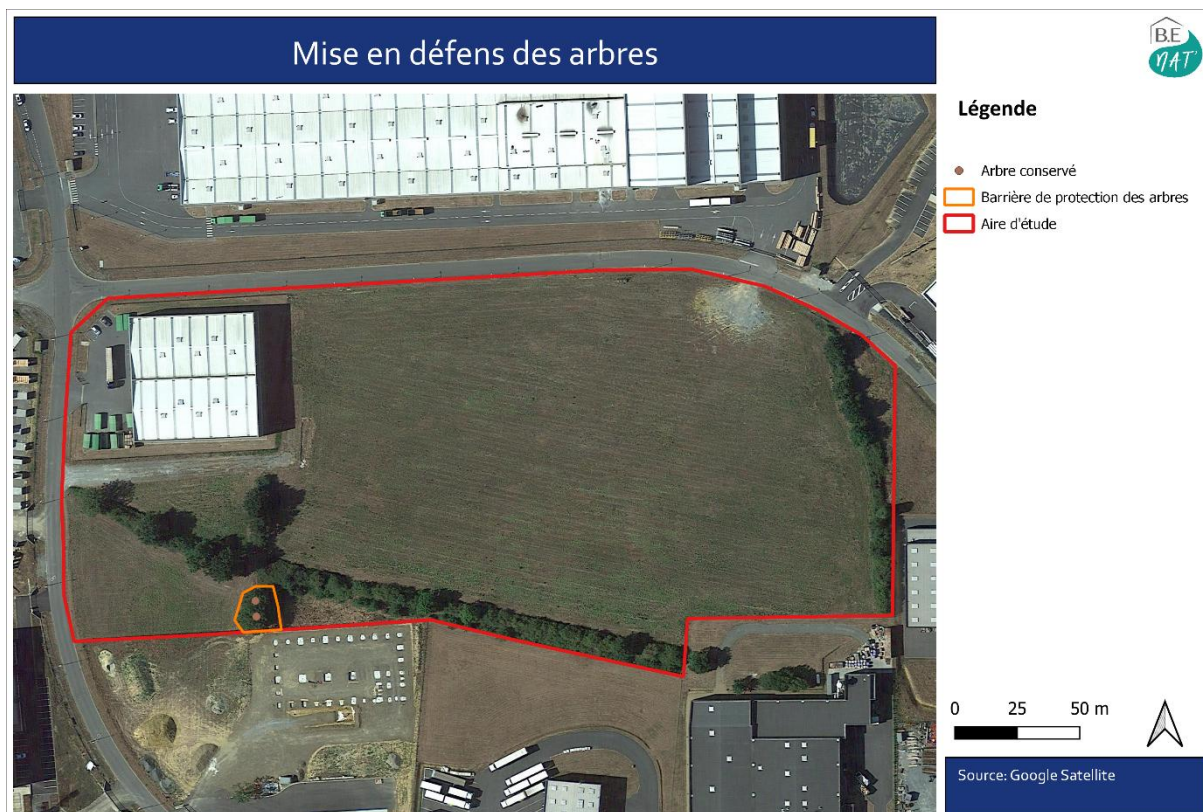 Mise en défens des arbres
B.E
NAT'
Légende
Arbre conservé
Barrière de protection des arbres
Aire d'étude
0 25 50 m
Source: Google Satellite